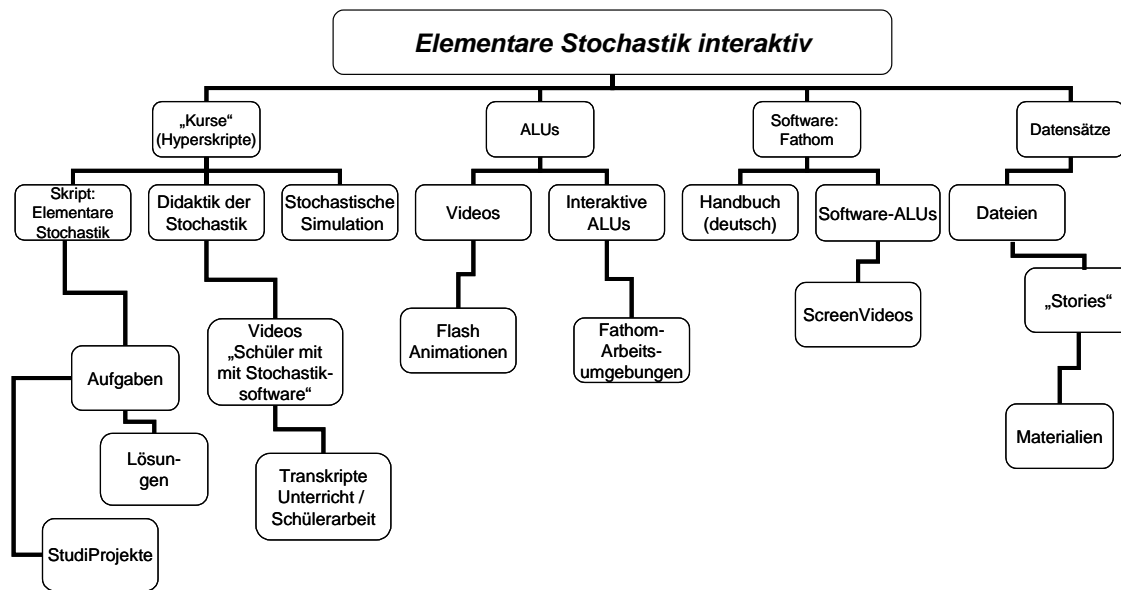 Elementare Stochastik interaktiv
„Kurse“
(Hyperskripte)
ALUs
Software:
Fathom
Datensätze
Skript:
Elementare
Stochastik
Didaktik der
Stochastik
Stochastische
Simulation
Videos
Interaktive
ALUs
Handbuch
(deutsch)
Software-ALUs
Dateien
Flash
Animationen
Fathom-
Arbeits-
umgebungen
ScreenVideos
„Stories“
Videos
„Schüler mit
mit Stochastik-
software“
Aufgaben
Materialien
Lösun-
gen
Transkripte
Unterricht /
Schülerarbeit
StudiProjekte